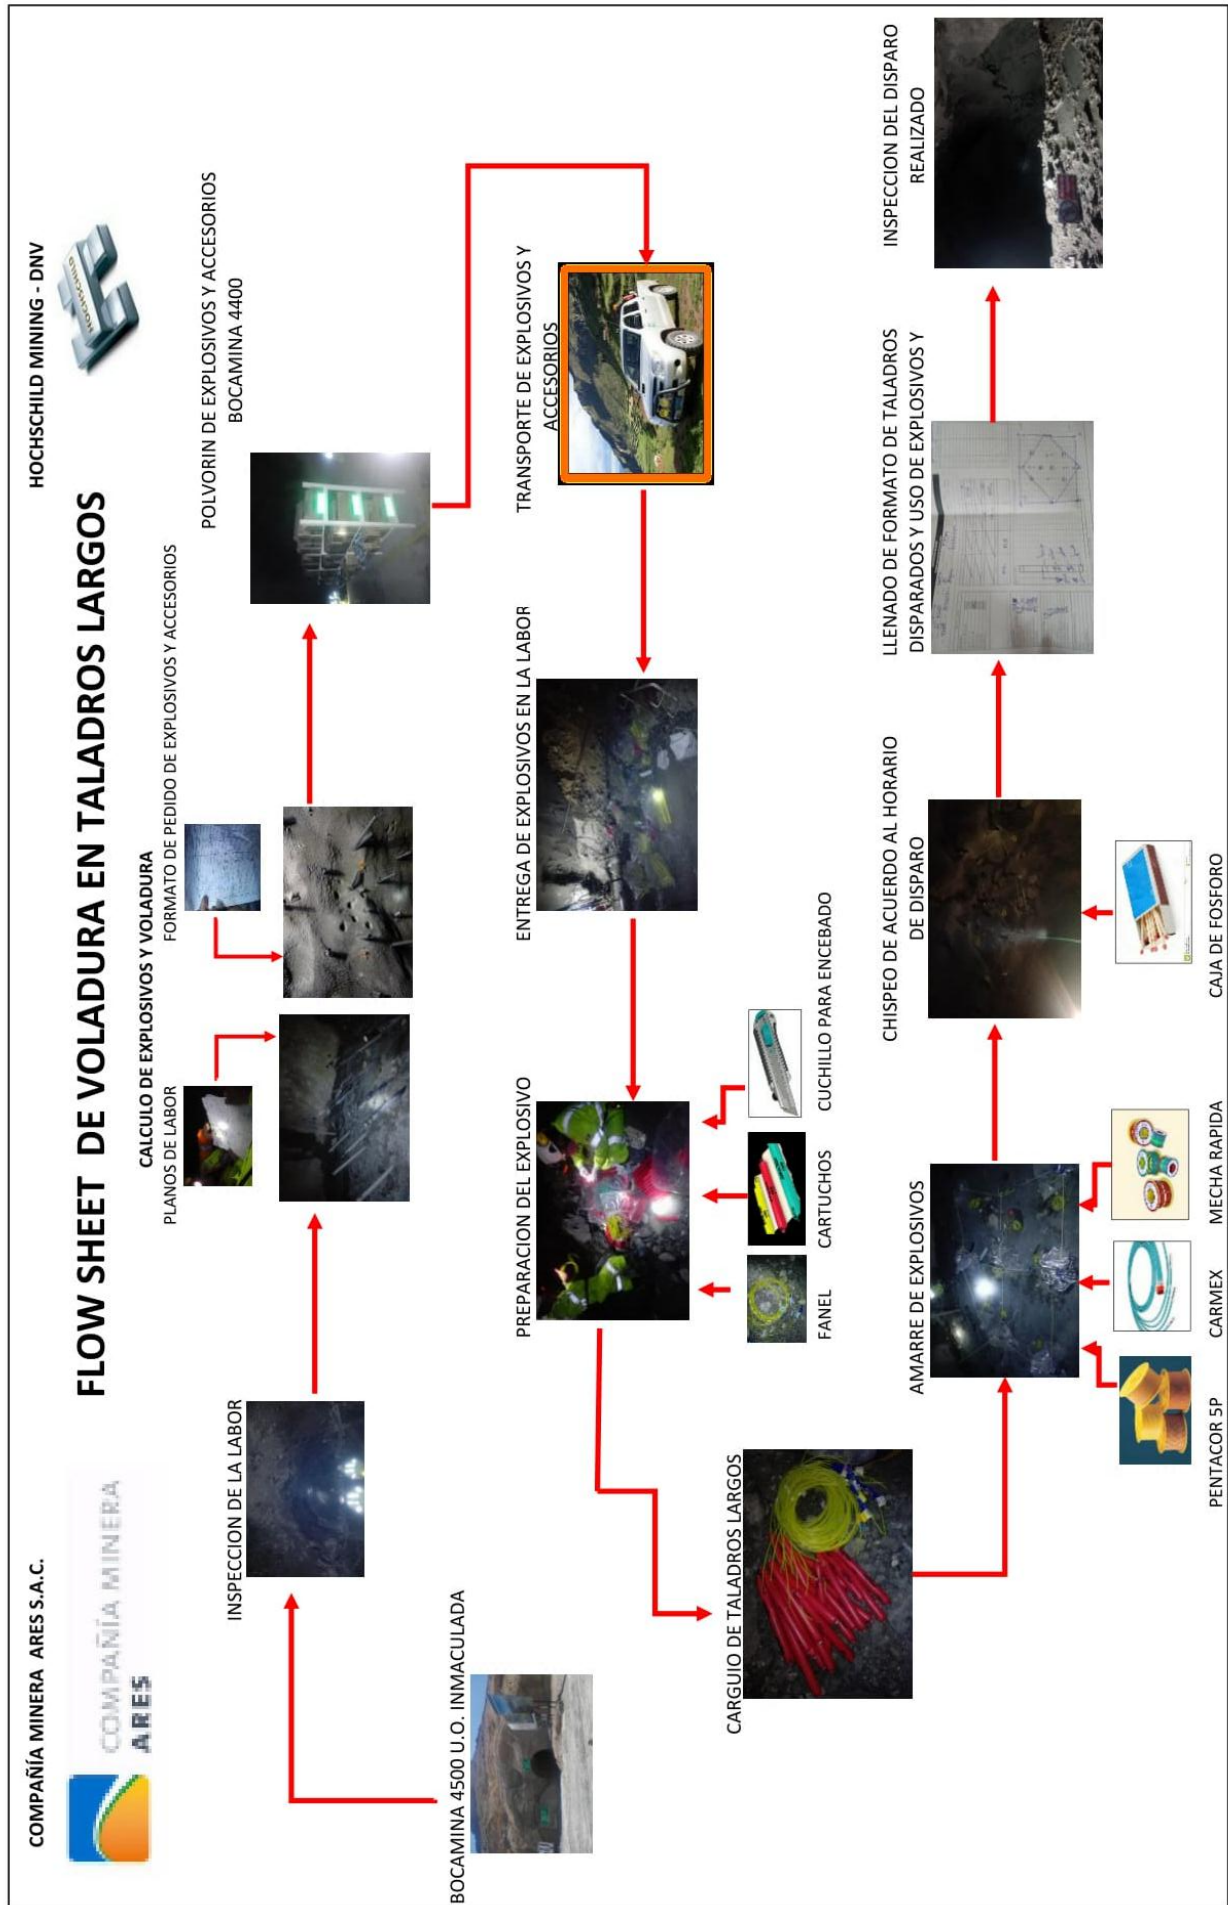 COMPAÑÍA MINERA  ARES S.A.C.
HOCHSCHILD MINING - DNV
COMPAÑÍA MINERA
ARES
HOCHSCHILD
FLOW SHEET  DE VOLADURA EN TALADROS LARGOS
CALCULO DE EXPLOSIVOS Y VOLADURA
PLANOS DE LABOR
FORMATO DE PEDIDO DE EXPLOSIVOS Y ACCESORIOS
POLVORIN DE EXPLOSIVOS Y ACCESORIOS
BOCAMINA 4400
INSPECCION DE LA LABOR
BOCAMINA 4500 U.O. INMACULADA
TRANSPORTE DE EXPLOSIVOS Y
ACCESORIOS
ENTREGA DE EXPLOSIVOS EN LA LABOR
PREPARACION DEL EXPLOSIVO
FANEL
CARTUCHOS
CUCHILLO PARA ENCEBADO
CARGUIO DE TALADROS LARGOS
AMARRE DE EXPLOSIVOS
PENTACOR 5P
CARMEX
MECHA RAPIDA
CHISPEO DE ACUERDO AL HORARIO
DE DISPARO
CAJA DE FOSFORO
LLENADO DE FORMATO DE TALADROS
DISPARADOS Y USO DE EXPLOSIVOS Y
INSPECCION DEL DISPARO
REALIZADO